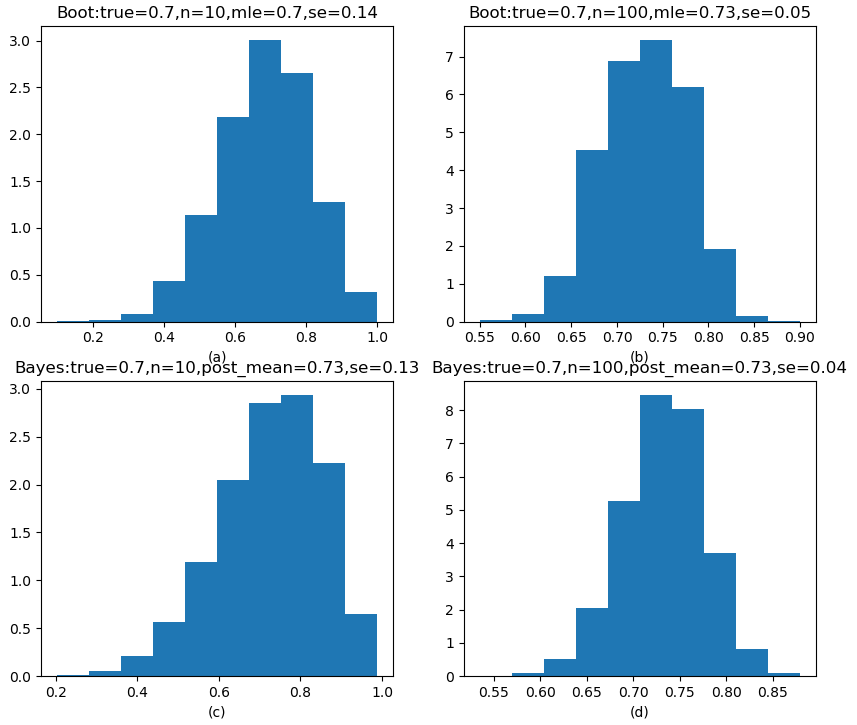 Boot:true=0.7,n=10,mle=0.7,se=0.14
3.0
2.5
2.0
1.5
1.0
0.5
0.0
0.2 0.4 0.6 0.8 1.0
(a)
Boot:true=0.7,n=100,mle=0.73,se=0.05
7
6
5
4
3
2
1
0
0.55 0.60 0.65 0.70 0.75 0.80 0.85 0.90
(b)
Bayes:true=0.7,n=10,post_mean=0.73,se=0.13
3.0
2.5
2.0
1.5
1.0
0.5
0.0
0.2 0.4 0.6 0.8 1.0
(c)
Bayes:true=0.7,n=100,post_mean=0.73,se=0.04
8
7
6
5
4
3
2
1
0
0.55 0.60 0.65 0.70 0.75 0.80 0.85
(d)